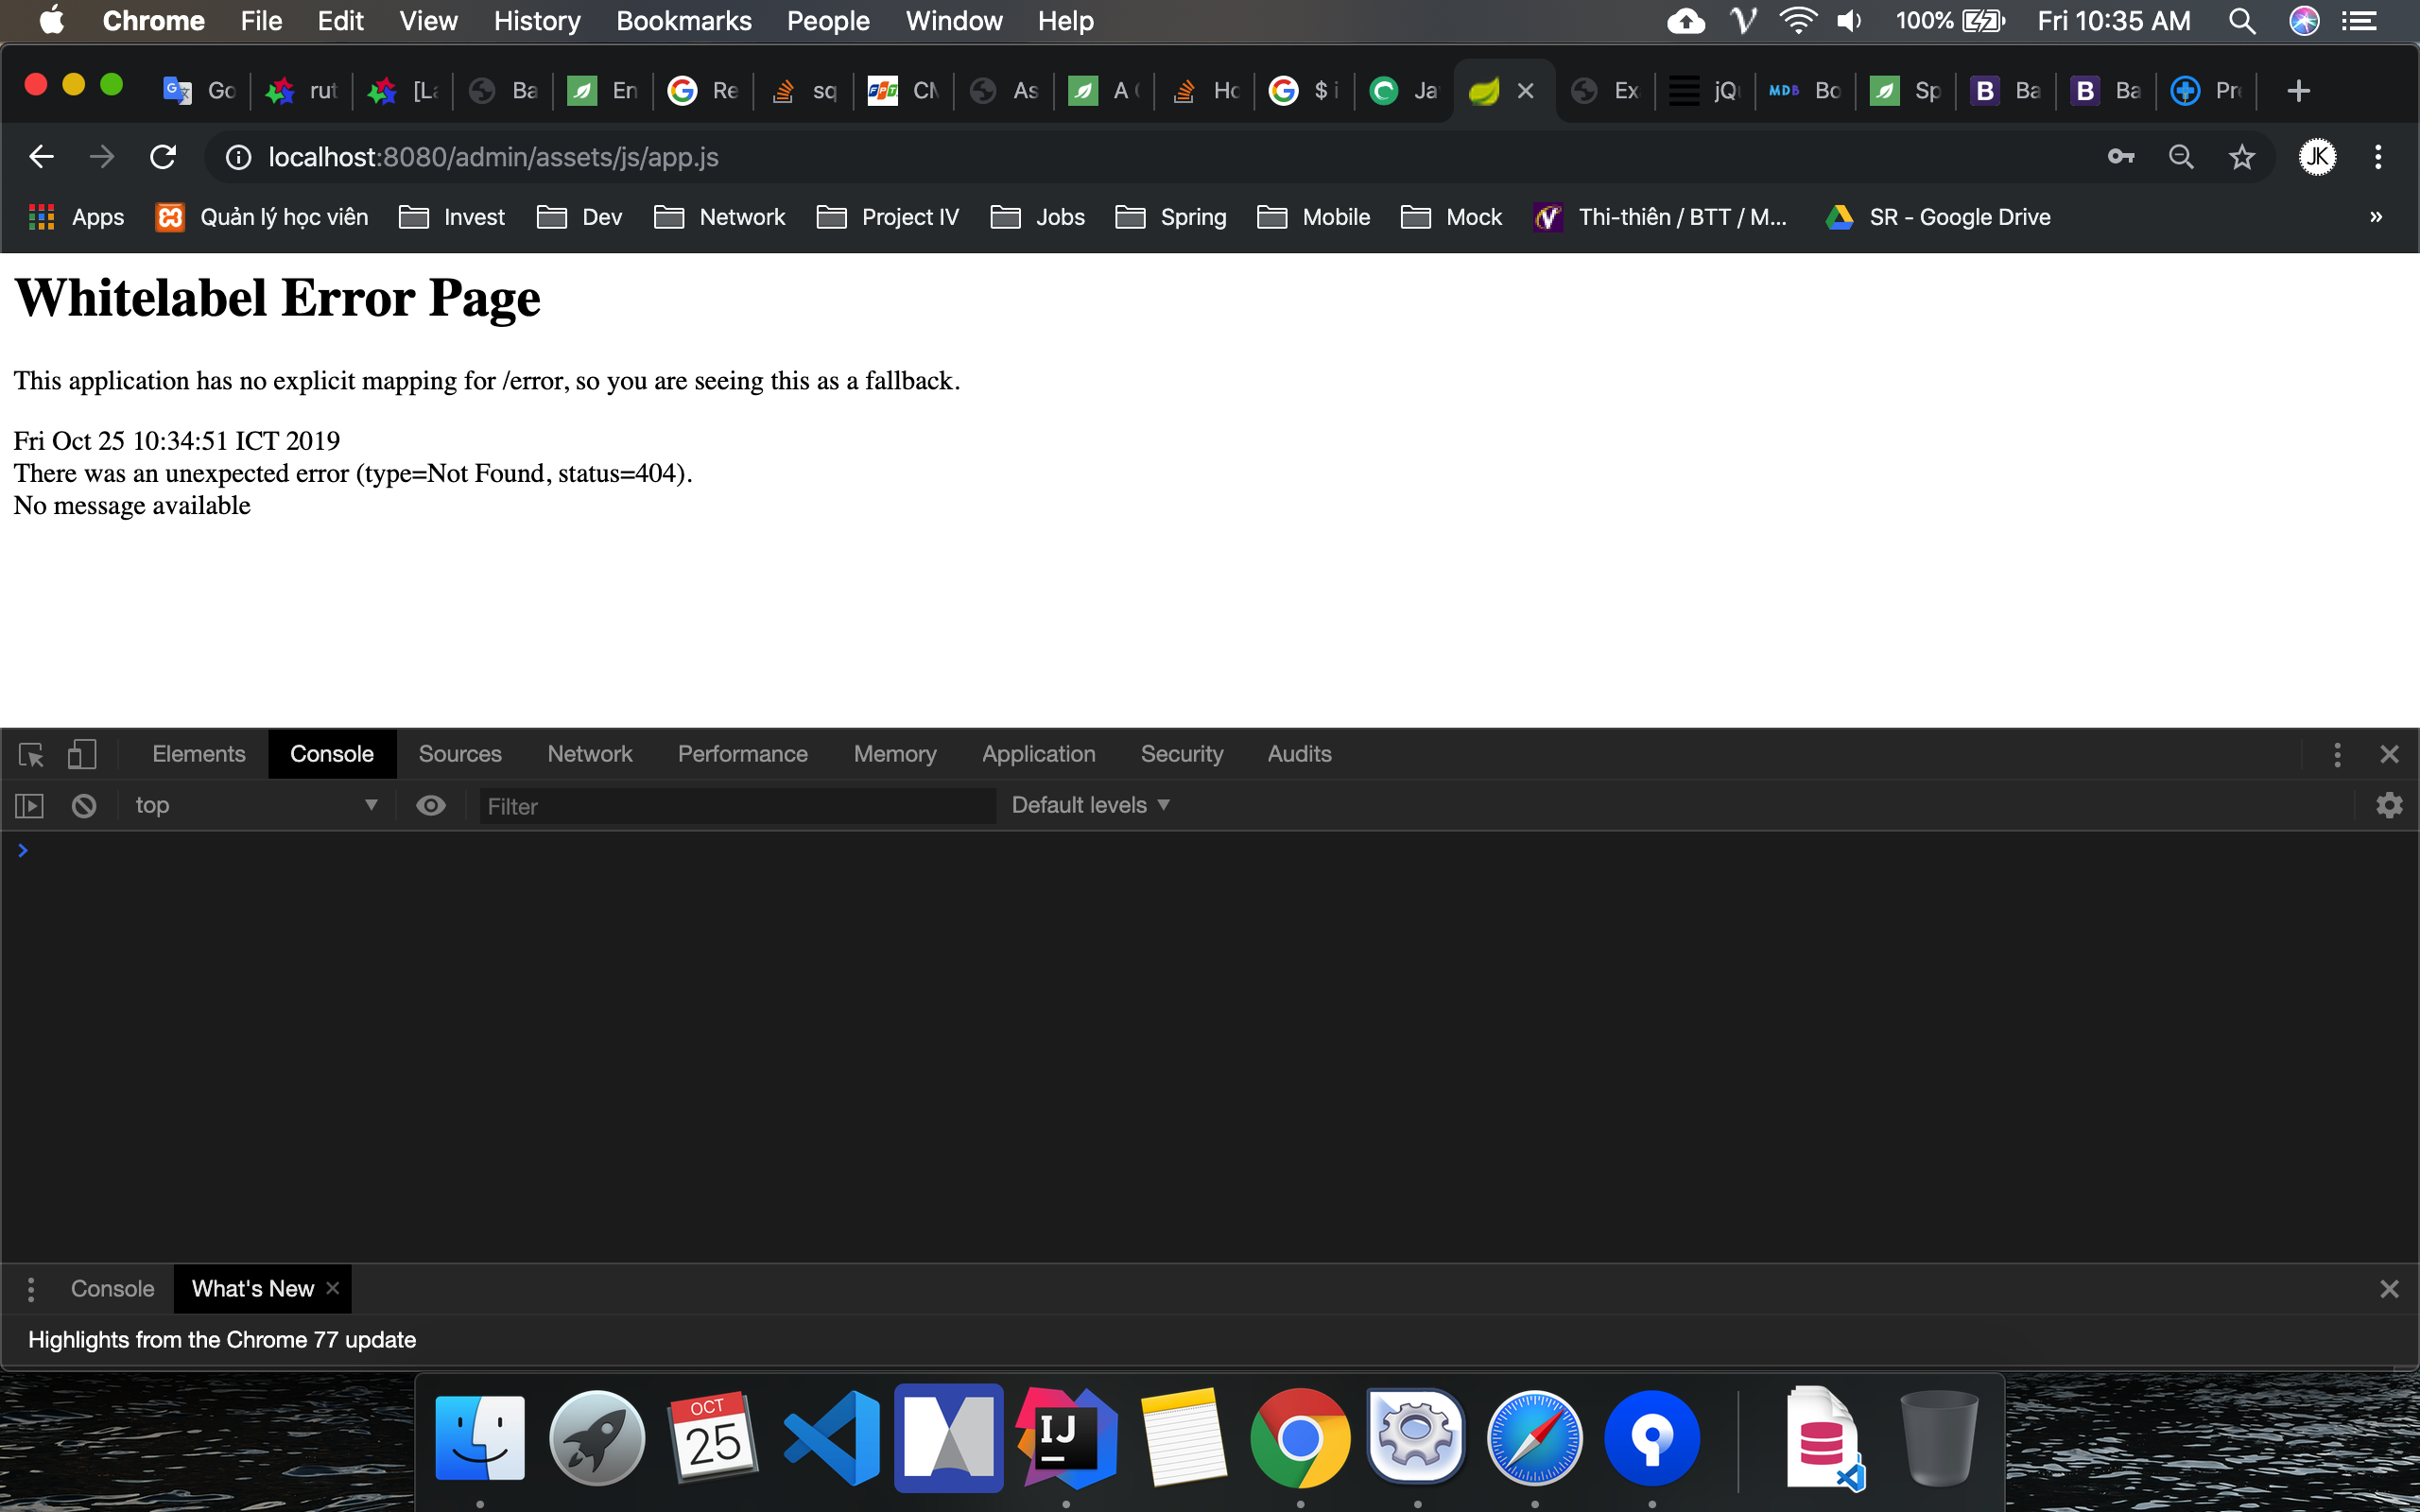 Chrome File Edit View History Bookmarks People Window Help 100% Fri 10:35 AM
Go rut [La Ba En Re sq CM As A Ho $ i Ja Ex jQ MDB Bo Sp B Ba B Ba Pr
localhost:8080/admin/assets/js/app.js JK
Apps Quản lý học viên Invest Dev Network Project IV Jobs Spring Mobile Mock Thi-thiên / BTT / M... SR - Google Drive »
Whitelabel Error Page
This application has no explicit mapping for /error, so you are seeing this as a fallback.
Fri Oct 25 10:34:51 ICT 2019
There was an unexpected error (type=Not Found, status=404).
No message available
Elements Console Sources Network Performance Memory Application Security Audits
top Filter Default levels
Console What's New
Highlights from the Chrome 77 update
OCT
25
IJ